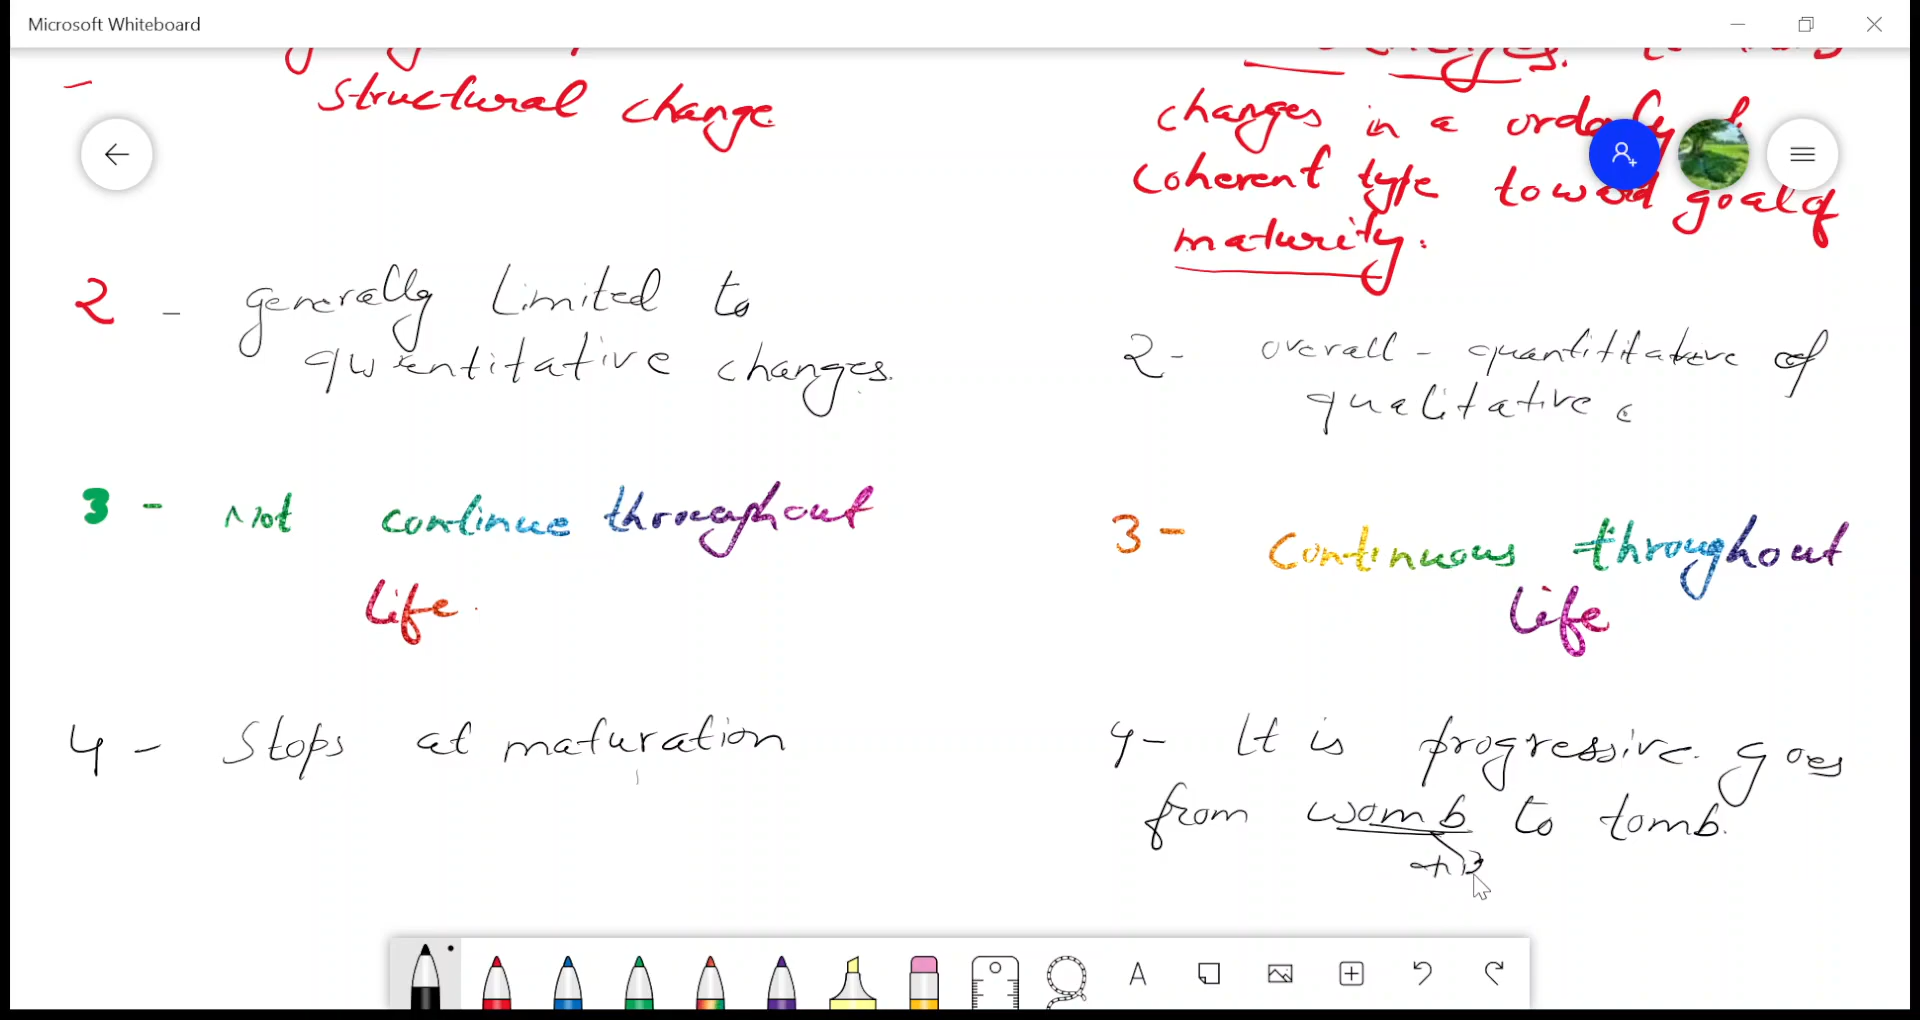 Microsoft Whiteboard
structural change
changes in a orderly &
coherent type toward goal of
maturity.
2 - generally limited to
quantitative changes.
2 - overall - quantititative &
qualitative c
3 - Not continue throughout
life.
3 - Continuous throughout
life
4 - Stops at maturation
4 - It is progressive. goes
from womb to tomb.